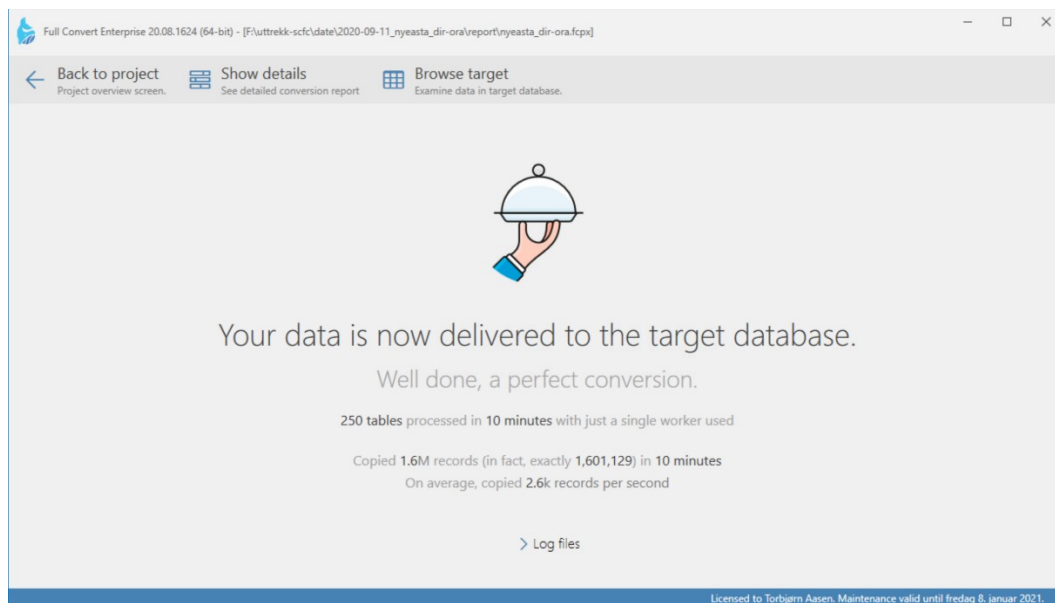 Full Convert Enterprise 20.08.1624 (64-bit) - [F:\uttrekk-scfc\date\2020-09-11_nyeasta_dir-ora\report\nyeasta_dir-ora.fcpx]
Back to project
Project overview screen.
Show details
See detailed conversion report
Browse target
Examine data in target database.
Your data is now delivered to the target database.
Well done, a perfect conversion.
250 tables processed in 10 minutes with just a single worker used
Copied 1.6M records (in fact, exactly 1,601,129) in 10 minutes
On average, copied 2.6k records per second
Log files
Licensed to Torbjørn Aasen. Maintenance valid until fredag 8. januar 2021.